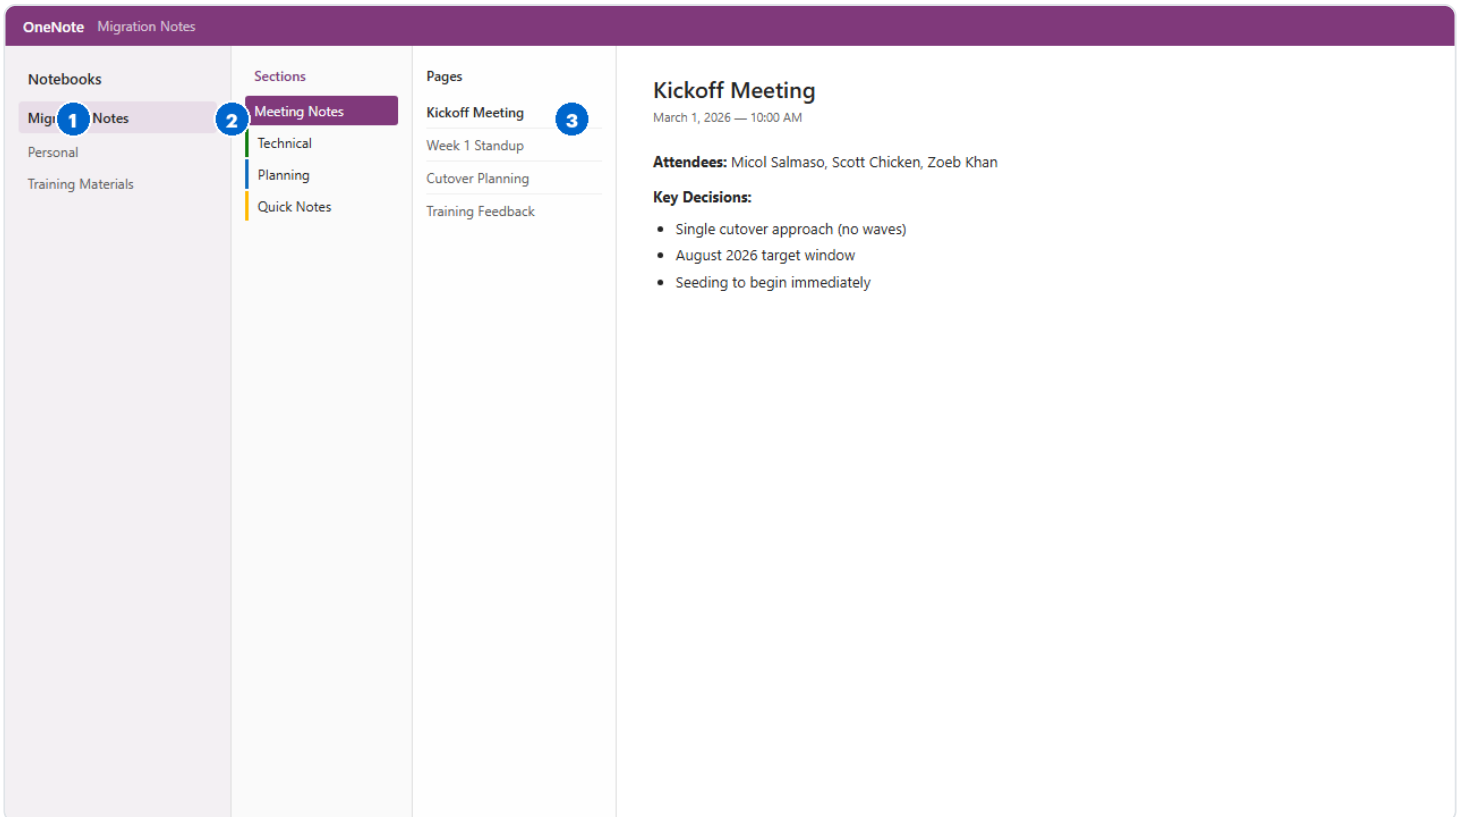 OneNote Migration Notes
Notebooks
1 Notes
Personal
Training Materials
Sections
2 Meeting Notes
Technical
Planning
Quick Notes
Pages
Kickoff Meeting 3
Week 1 Standup
Cutover Planning
Training Feedback
Kickoff Meeting
March 1, 2026 — 10:00 AM
Attendees: Micol Salmaso, Scott Chicken, Zoeb Khan
Key Decisions:
• Single cutover approach (no waves)
• August 2026 target window
• Seeding to begin immediately